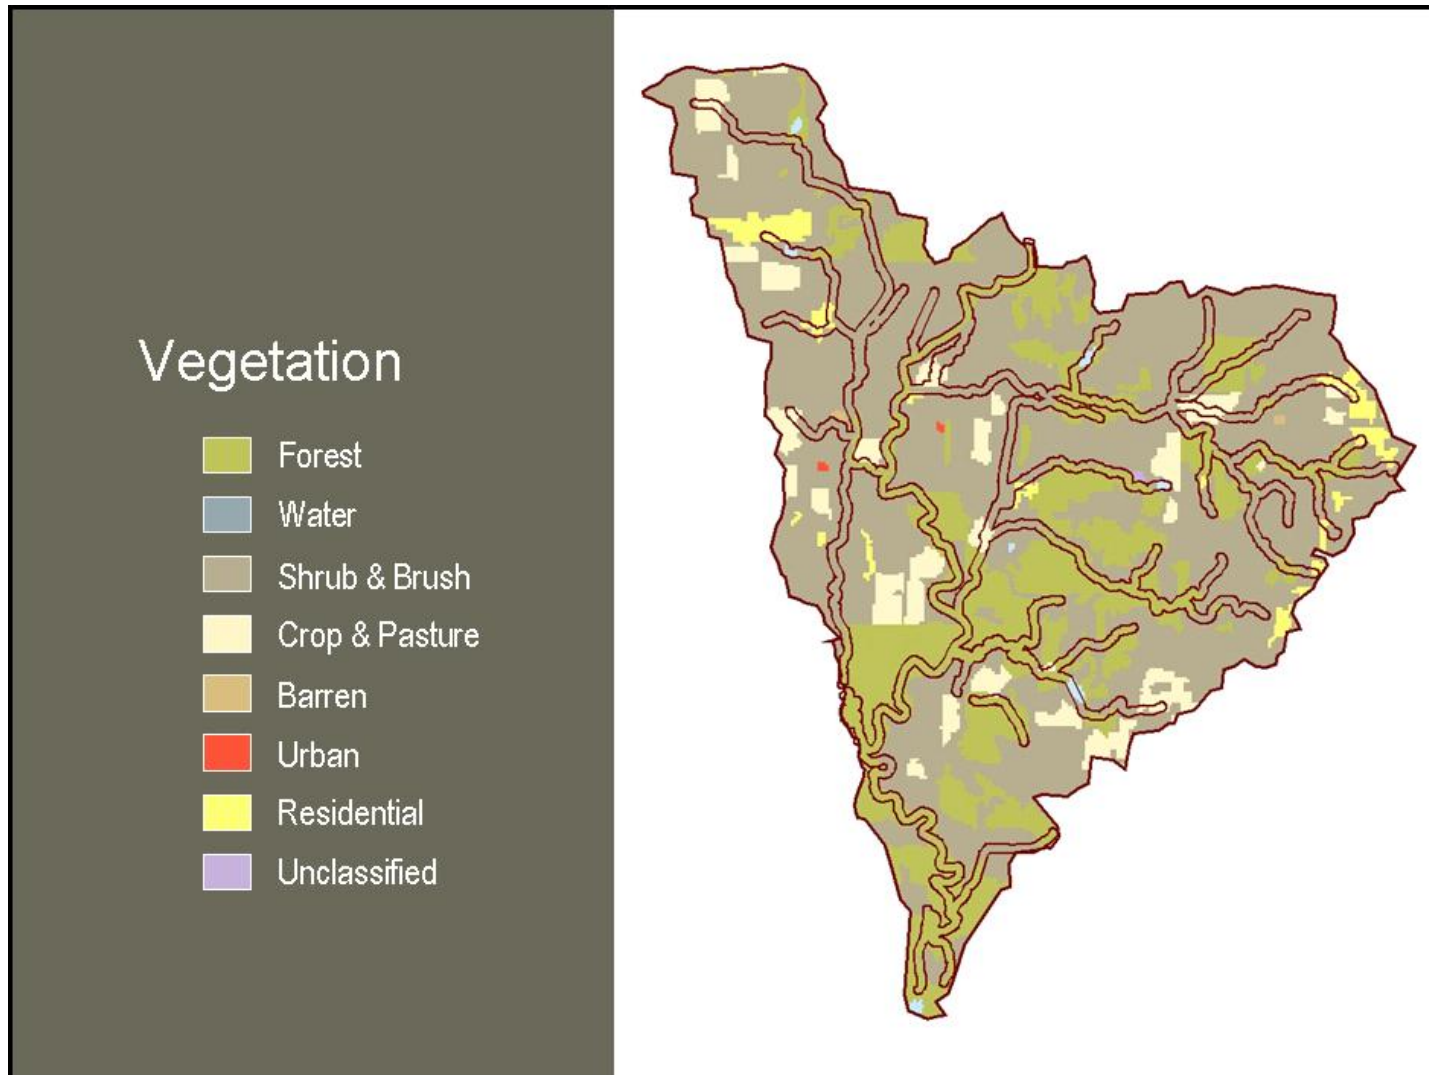 Vegetation
Forest
Water
Shrub & Brush
Crop & Pasture
Barren
Urban
Residential
Unclassified